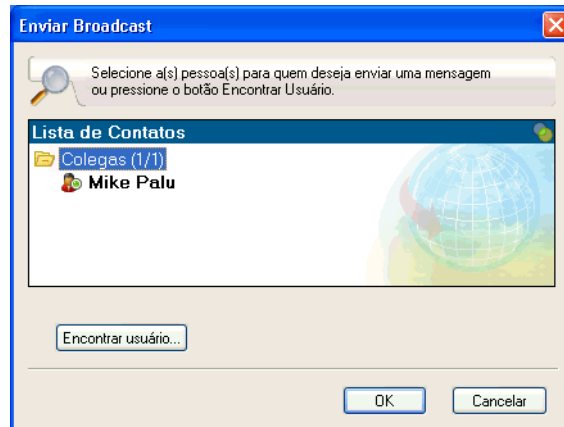 Enviar Broadcast
Selecione a(s) pessoa(s) para quem deseja enviar uma mensagem
ou pressione o botão Encontrar Usuário.
Lista de Contatos
Colegas (1/1)
Mike Palu
Encontrar usuário...
OK
Cancelar